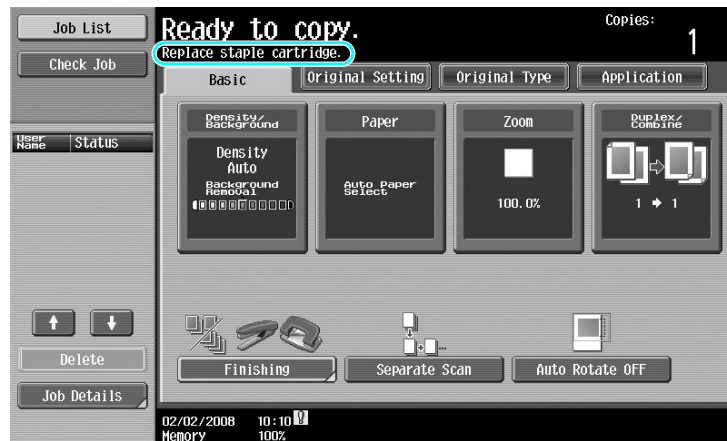 Job List
Check Job
User Name Status
Delete
Job Details
Ready to copy.
Replace staple cartridge.
Copies:
1
Basic
Original Setting
Original Type
Application
Density/
Background
Density
Auto
Background
Removal
Paper
Auto Paper
Select
Zoom
100.0%
Duplex/
Combine
1 → 1
Finishing
Separate Scan
Auto Rotate OFF
02/02/2008 10:10
Memory 100%